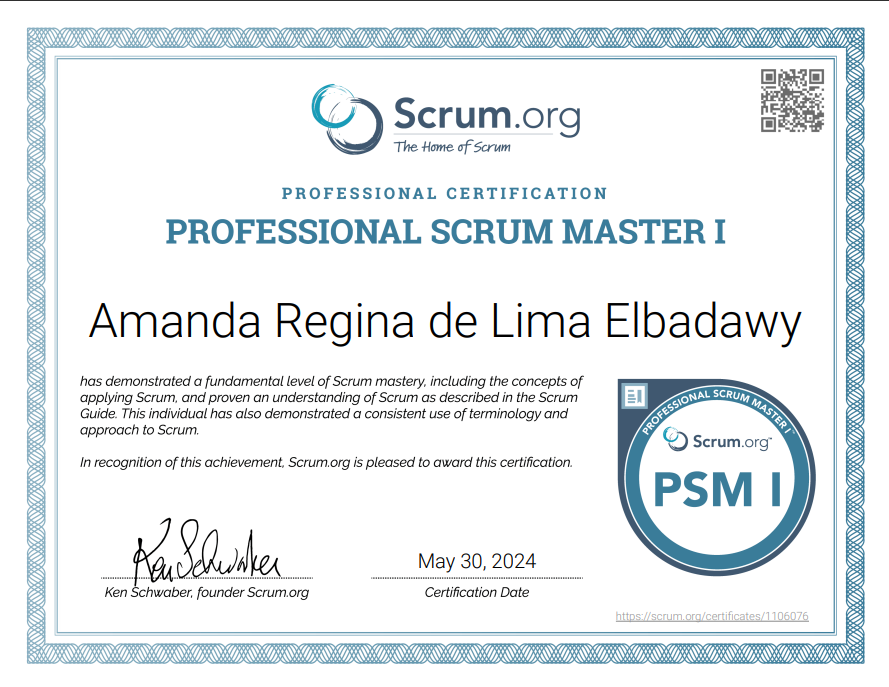 Scrum.org
The Home of Scrum
PROFESSIONAL CERTIFICATION
PROFESSIONAL SCRUM MASTER I
Amanda Regina de Lima Elbadawy
has demonstrated a fundamental level of Scrum mastery, including the concepts of
applying Scrum, and proven an understanding of Scrum as described in the Scrum
Guide. This individual has also demonstrated a consistent use of terminology and
approach to Scrum.
In recognition of this achievement, Scrum.org is pleased to award this certification.
PROFESSIONAL SCRUM MASTER I™
Scrum.org™
PSM I
Ken Schwaber
May 30, 2024
Ken Schwaber, founder Scrum.org
Certification Date
https://scrum.org/certificates/1106076